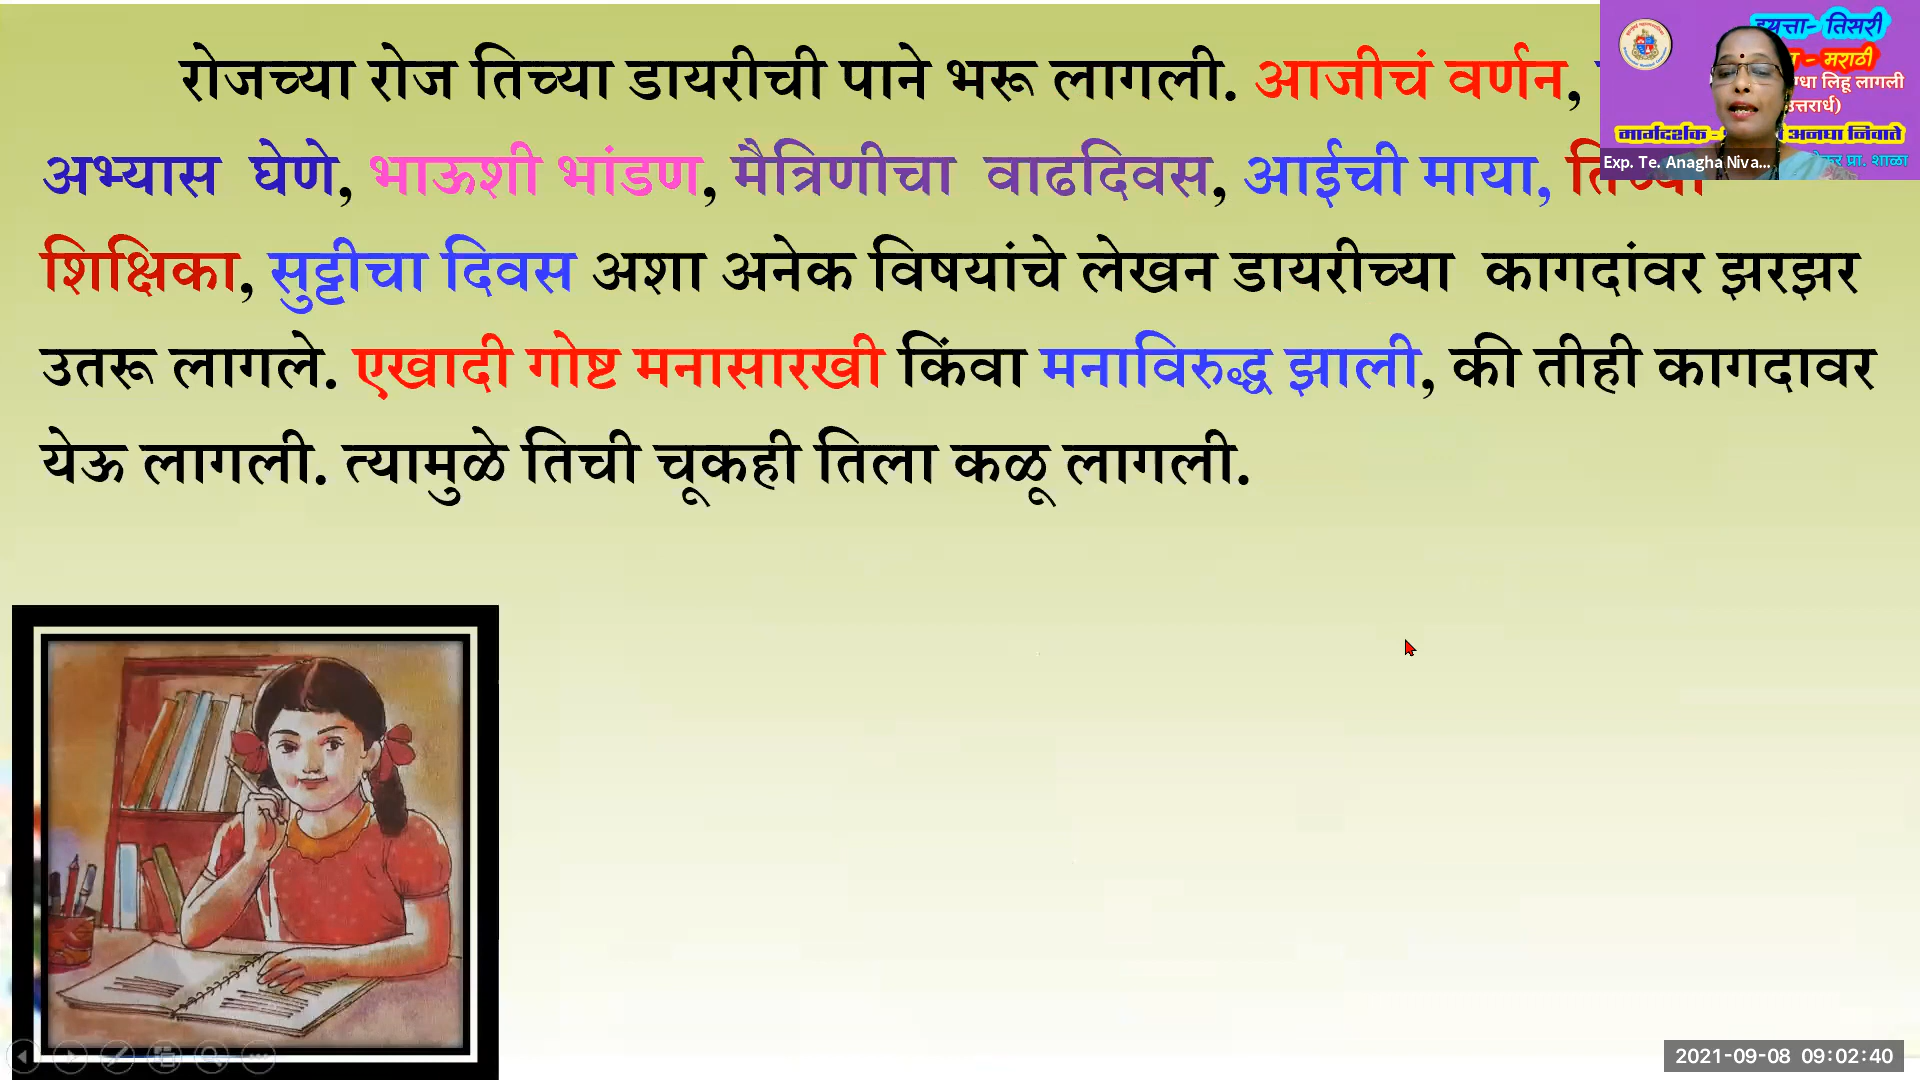 रोजच्या रोज तिच्या डायरीची पाने भरू लागली. आजीचं वर्णन,
अभ्यास घेणे, भाऊशी भांडण, मैत्रिणीचा वाढदिवस, आईची माया, तिच्या
शिक्षिका, सुट्टीचा दिवस अशा अनेक विषयांचे लेखन डायरीच्या कागदांवर झरझर
उतरू लागले. एखादी गोष्ट मनासारखी किंवा मनाविरुद्ध झाली, की तीही कागदावर
येऊ लागली. त्यामुळे तिची चूकही तिला कळू लागली.
इयत्ता- तिसरी
- मराठी
लिहू लागली
मार्गदर्शक - अनघा निवाते
प्रा. शाळा
Exp. Te. Anagha Niva...
2021-09-08 09:02:40